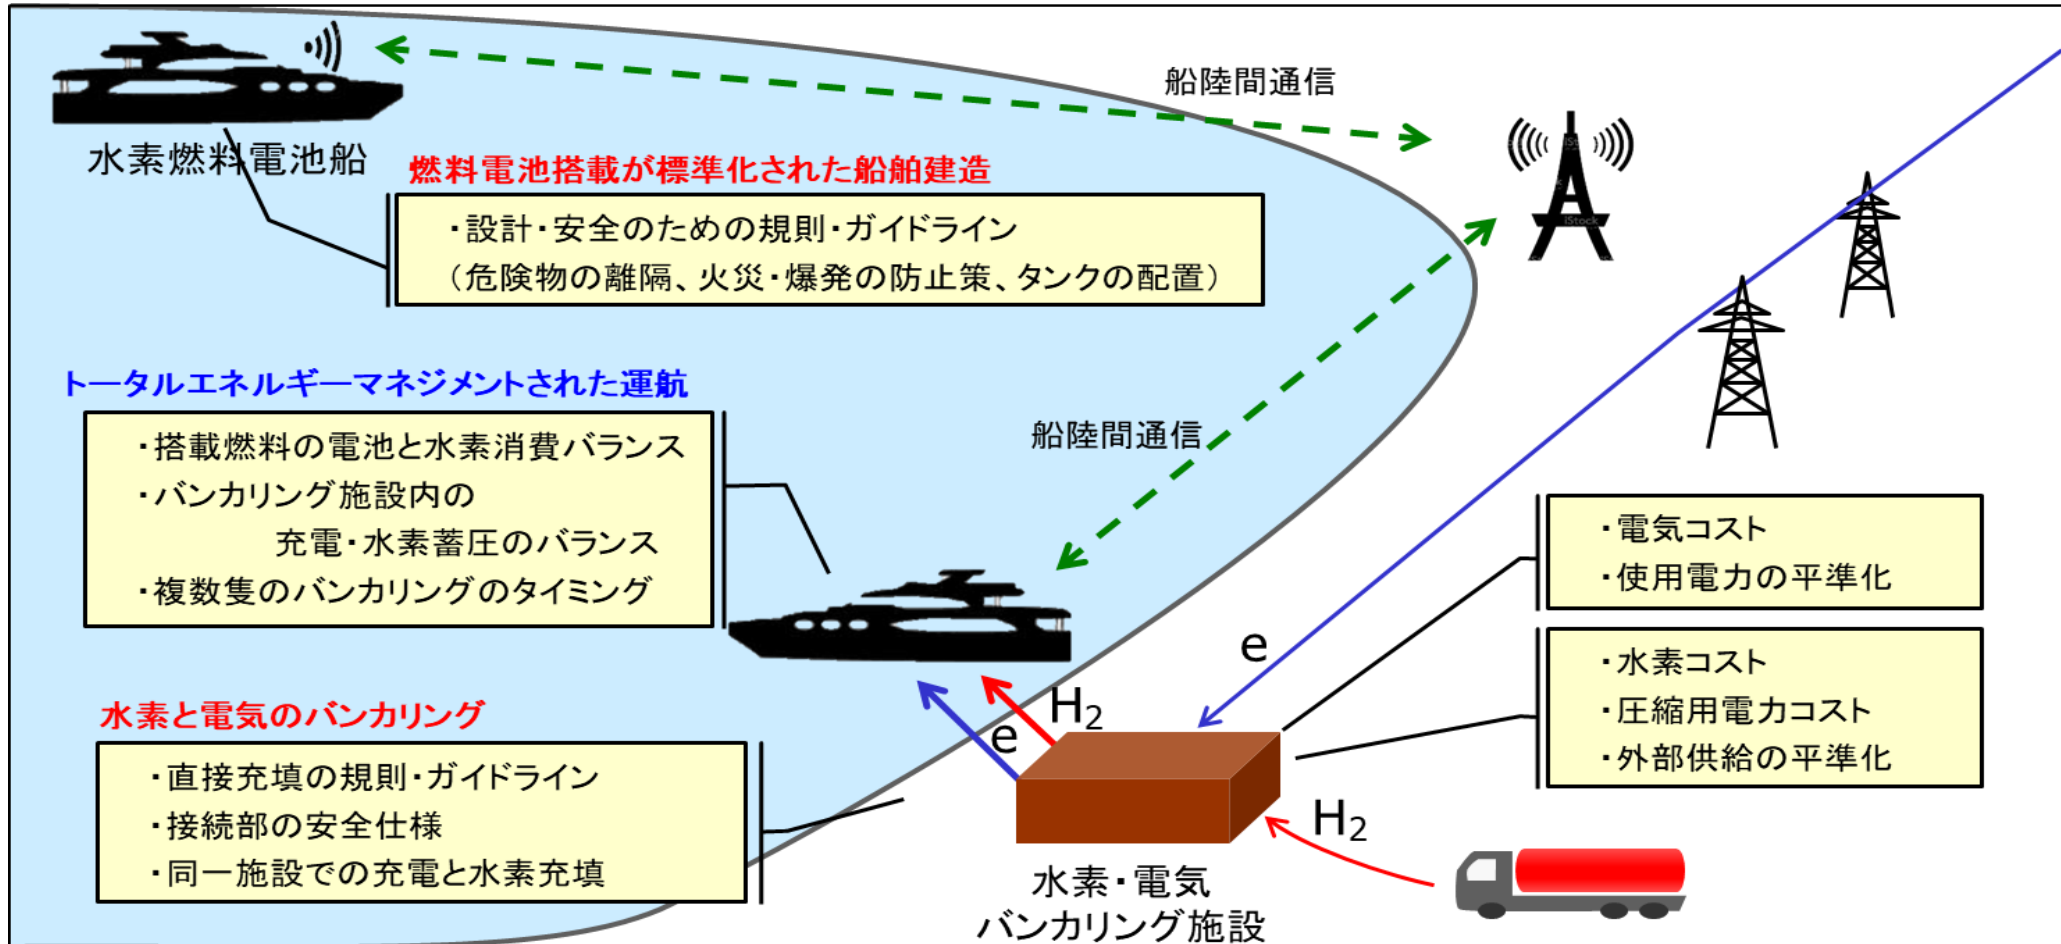 船陸間通信
水素燃料電池船
燃料電池搭載が標準化された船舶建造
・設計・安全のための規則・ガイドライン
（危険物の離隔、火災・爆発の防止策、タンクの配置）
iStock
トータルエネルギーマネジメントされた運航
・搭載燃料の電池と水素消費バランス
・バンカリング施設内の
充電・水素蓄圧のバランス
・複数隻のバンカリングのタイミング
船陸間通信
・電気コスト
・使用電力の平準化
e
・水素コスト
・圧縮用電力コスト
・外部供給の平準化
水素と電気のバンカリング
H₂
e
・直接充填の規則・ガイドライン
・接続部の安全仕様
・同一施設での充電と水素充填
H₂
水素・電気
バンカリング施設